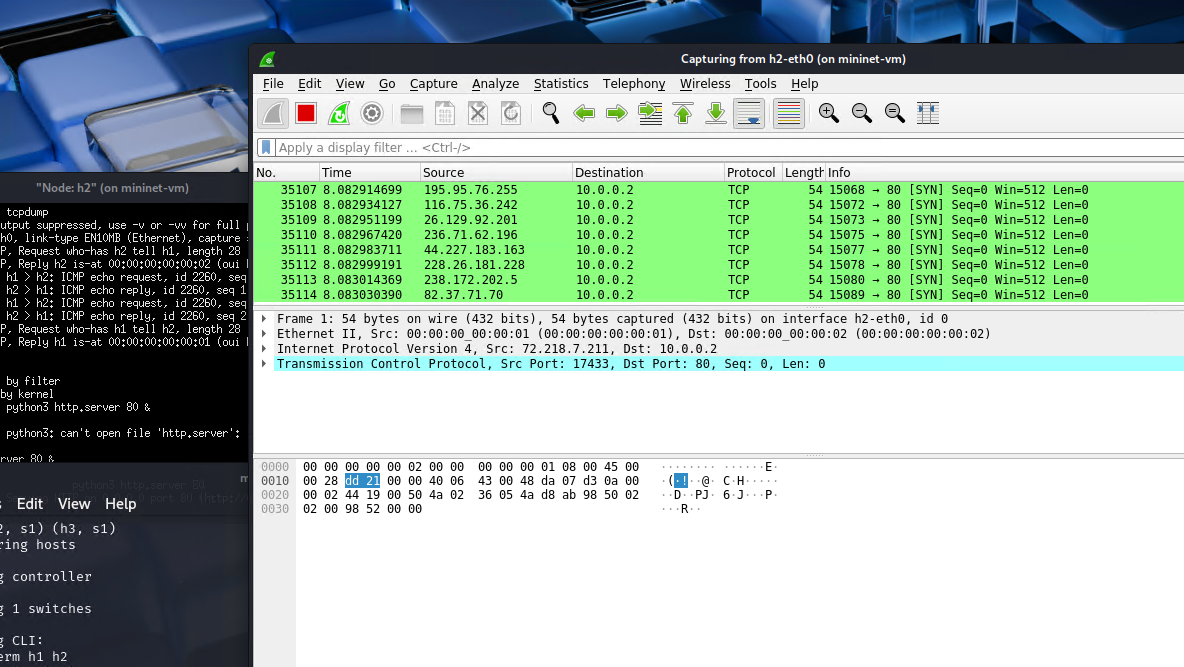 Capturing from h2-eth0 (on mininet-vm)
File Edit View Go Capture Analyze Statistics Telephony Wireless Tools Help
Apply a display filter … <Ctrl-/>
No. Time Source Destination Protocol Length Info
35107 8.082914699 195.95.76.255 10.0.0.2 TCP 54 15068 → 80 [SYN] Seq=0 Win=512 Len=0
35108 8.082934127 116.75.36.242 10.0.0.2 TCP 54 15072 → 80 [SYN] Seq=0 Win=512 Len=0
35109 8.082951199 26.129.92.201 10.0.0.2 TCP 54 15073 → 80 [SYN] Seq=0 Win=512 Len=0
35110 8.082967420 236.71.62.196 10.0.0.2 TCP 54 15075 → 80 [SYN] Seq=0 Win=512 Len=0
35111 8.082983711 44.227.183.163 10.0.0.2 TCP 54 15077 → 80 [SYN] Seq=0 Win=512 Len=0
35112 8.082999191 228.26.181.228 10.0.0.2 TCP 54 15078 → 80 [SYN] Seq=0 Win=512 Len=0
35113 8.083014369 238.172.202.5 10.0.0.2 TCP 54 15080 → 80 [SYN] Seq=0 Win=512 Len=0
35114 8.083030390 82.37.71.70 10.0.0.2 TCP 54 15089 → 80 [SYN] Seq=0 Win=512 Len=0
Frame 1: 54 bytes on wire (432 bits), 54 bytes captured (432 bits) on interface h2-eth0, id 0
Ethernet II, Src: 00:00:00_00:00:01 (00:00:00:00:00:01), Dst: 00:00:00_00:00:02 (00:00:00:00:00:02)
Internet Protocol Version 4, Src: 72.218.7.211, Dst: 10.0.0.2
Transmission Control Protocol, Src Port: 17433, Dst Port: 80, Seq: 0, Len: 0
0000 00 00 00 00 00 02 00 00 00 00 00 01 08 00 45 00 ········ ······E·
0010 00 28 dd 21 00 00 40 06 43 00 48 da 07 d3 0a 00 ·(·!··@· C·H·····
0020 00 02 44 19 00 50 4a 02 36 05 4a d8 ab 98 50 02 ··D··PJ· 6·J···P·
0030 02 00 98 52 00 00 ···R··
"Node: h2" (on mininet-vm)
tcpdump
utput suppressed, use -v or -vv for full
h0, link-type EN10MB (Ethernet), capture
P, Request who-has h2 tell h1, length 28
P, Reply h2 is-at 00:00:00:00:00:02 (oui
h1 > h2: ICMP echo request, id 2260, seq
h2 > h1: ICMP echo reply, id 2260, seq 1
h1 > h2: ICMP echo request, id 2260, seq
h2 > h1: ICMP echo reply, id 2260, seq 2
P, Request who-has h1 tell h2, length 28
P, Reply h1 is-at 00:00:00:00:00:01 (oui
by filter
by kernel
python3 http.server 80 &
python3: can't open file 'http.server':
rver 80 &
Edit View Help
2, s1) (h3, s1)
ring hosts
g controller
g 1 switches
g CLI:
erm h1 h2